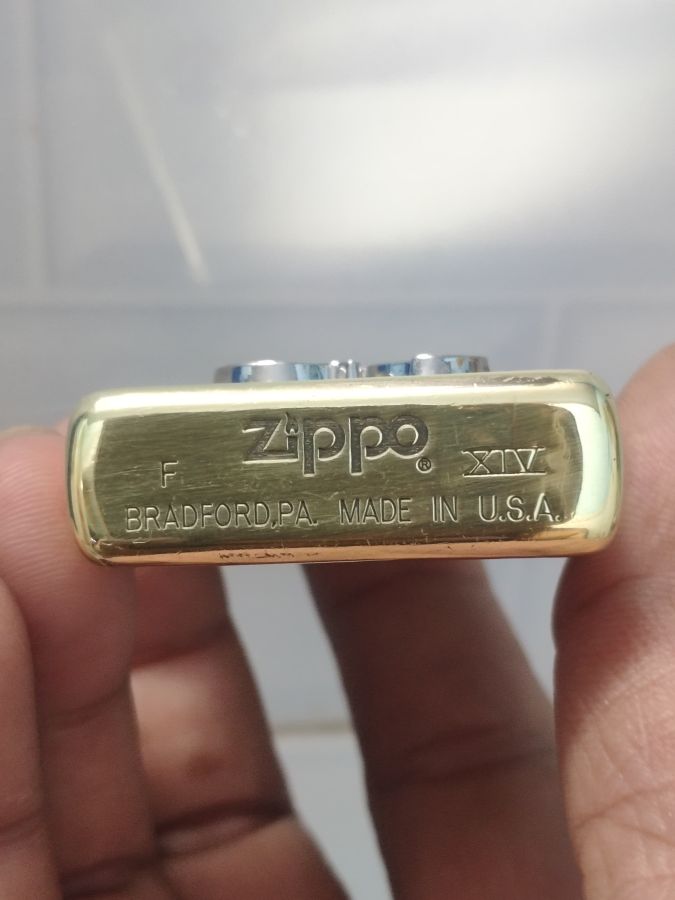 zippo®
F XIV
BRADFORD,PA. MADE IN U.S.A.